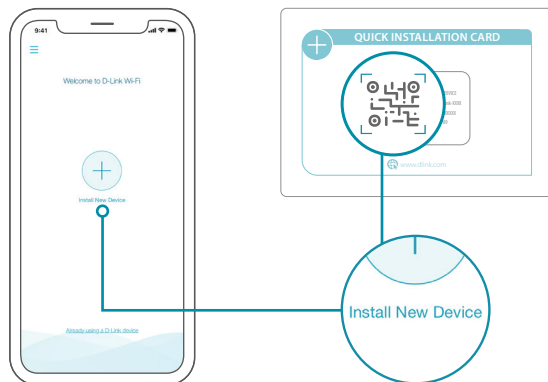 9:41
Welcome to D-Link Wi-Fi
Install New Device
Already using a D-Link device
QUICK INSTALLATION CARD
www.dlink.com
Install New Device